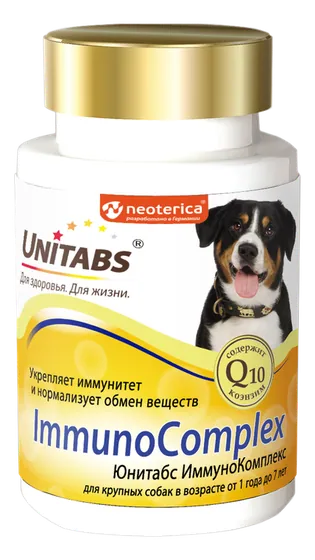 neoterica
разработано в Германии
UNITABS®
Для здоровья. Для жизни.
содержит
Q10
коэнзим
Укрепляет иммунитет
и нормализует обмен веществ
ImmunoComplex
Юнитабс ИммуноКомплекс
для крупных собак в возрасте от 1 года до 7 лет